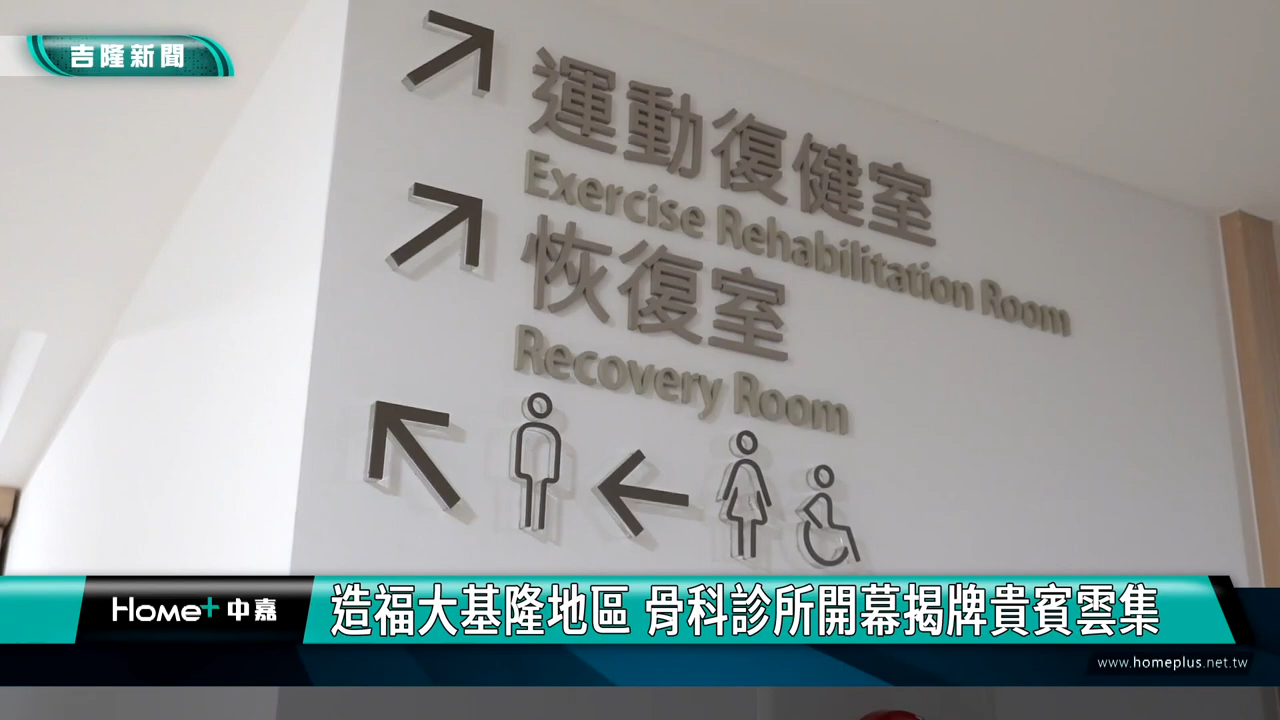 吉隆新聞
運動復健室
Exercise Rehabilitation Room
恢復室
Recovery Room
Home+中嘉
造福大基隆地區 骨科診所開幕揭牌貴賓雲集
www.homeplus.net.tw